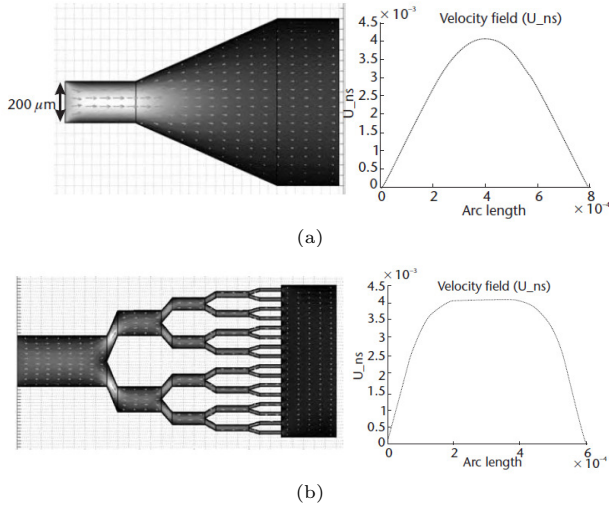 Velocity field (U_ns)
× 10⁻³
4.5
4
3.5
3
2.5
2
1.5
1
0.5
0
U_ns
0 2 4 6 8
× 10⁻⁴
Arc length
200 μm
(a)
Velocity field (U_ns)
× 10⁻³
4.5
4
3.5
3
2.5
2
1.5
1
0.5
0
U_ns
0 2 4 6
× 10⁻⁴
Arc length
(b)